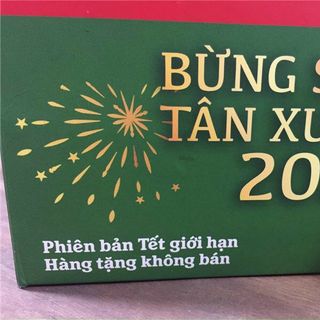 BỪNG S
TÂN XU
20
Phiên bản Tết giới hạn
Hàng tặng không bán